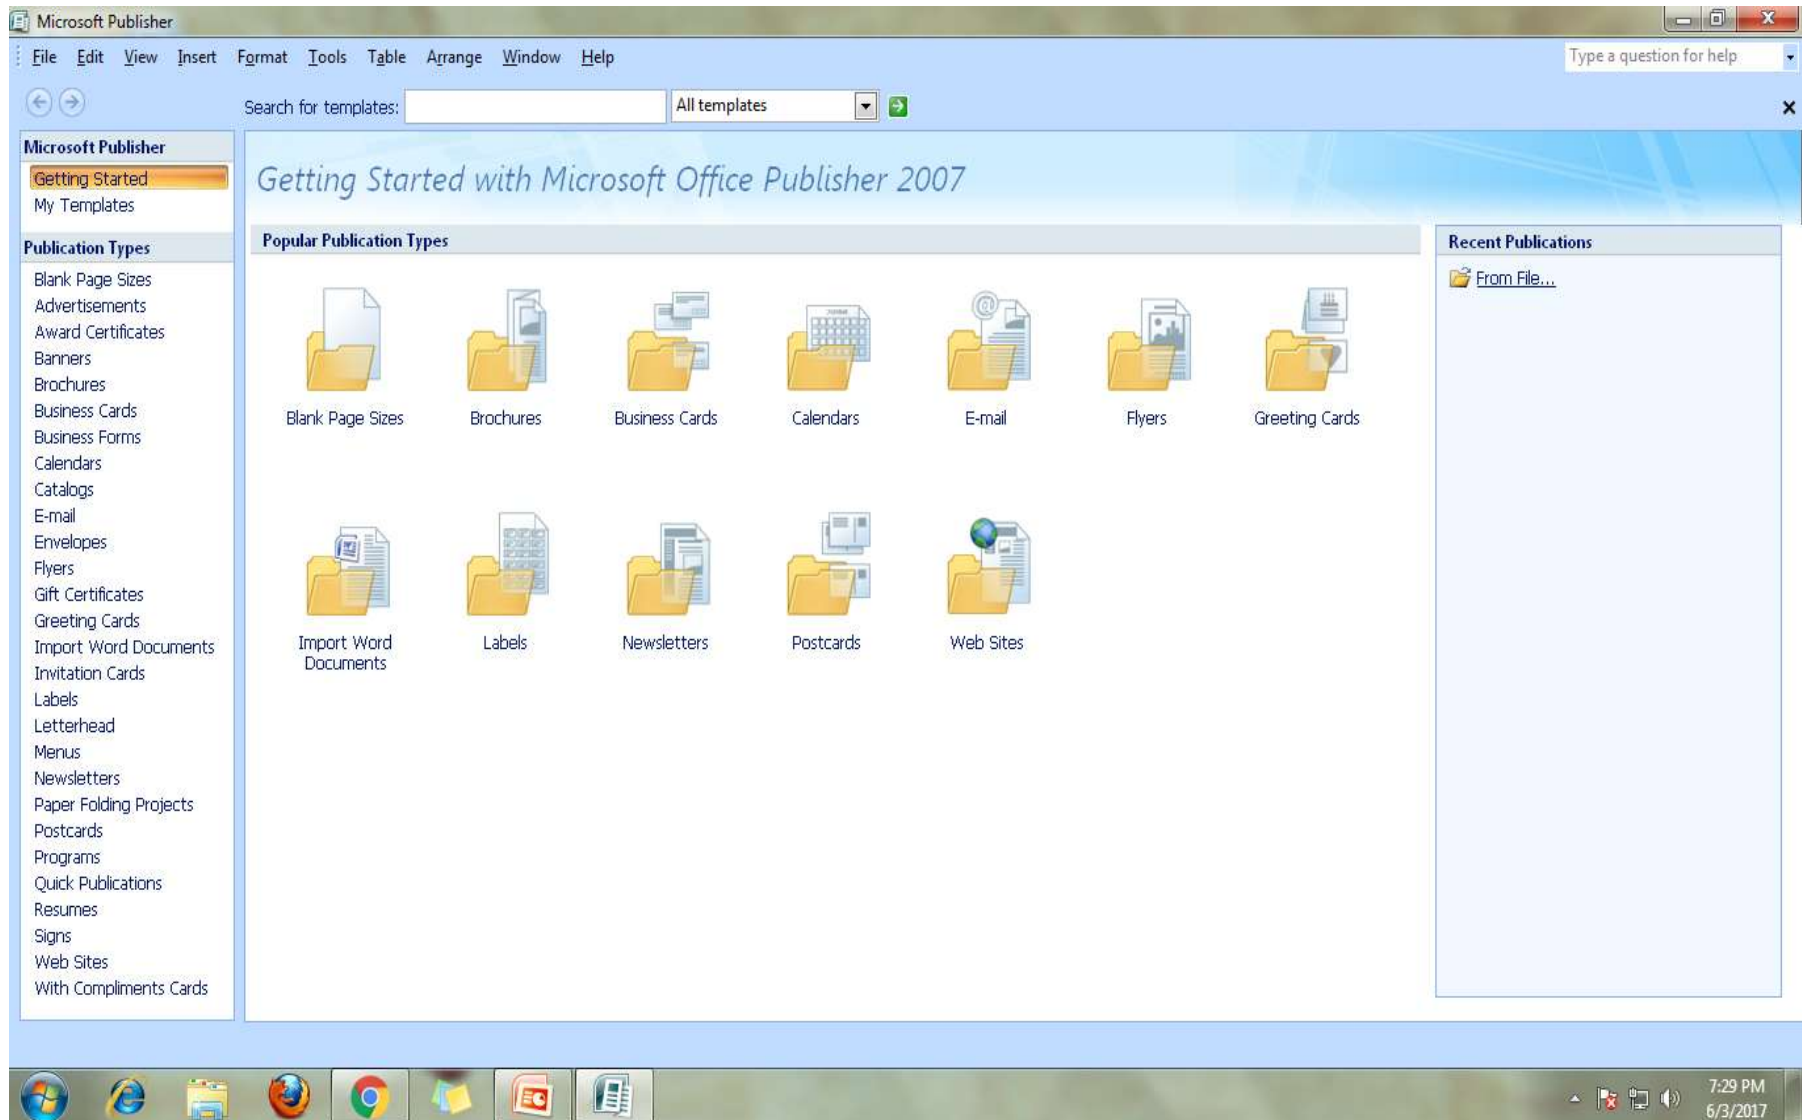 Microsoft Publisher
File Edit View Insert Format Tools Table Arrange Window Help
Type a question for help
Search for templates:
All templates
Microsoft Publisher
Getting Started
My Templates
Publication Types
Blank Page Sizes
Advertisements
Award Certificates
Banners
Brochures
Business Cards
Business Forms
Calendars
Catalogs
E-mail
Envelopes
Flyers
Gift Certificates
Greeting Cards
Import Word Documents
Invitation Cards
Labels
Letterhead
Menus
Newsletters
Paper Folding Projects
Postcards
Programs
Quick Publications
Resumes
Signs
Web Sites
With Compliments Cards
Getting Started with Microsoft Office Publisher 2007
Popular Publication Types
Blank Page Sizes
Brochures
Business Cards
Calendars
E-mail
Flyers
Greeting Cards
Import Word
Documents
Labels
Newsletters
Postcards
Web Sites
Recent Publications
From File...
7:29 PM
6/3/2017